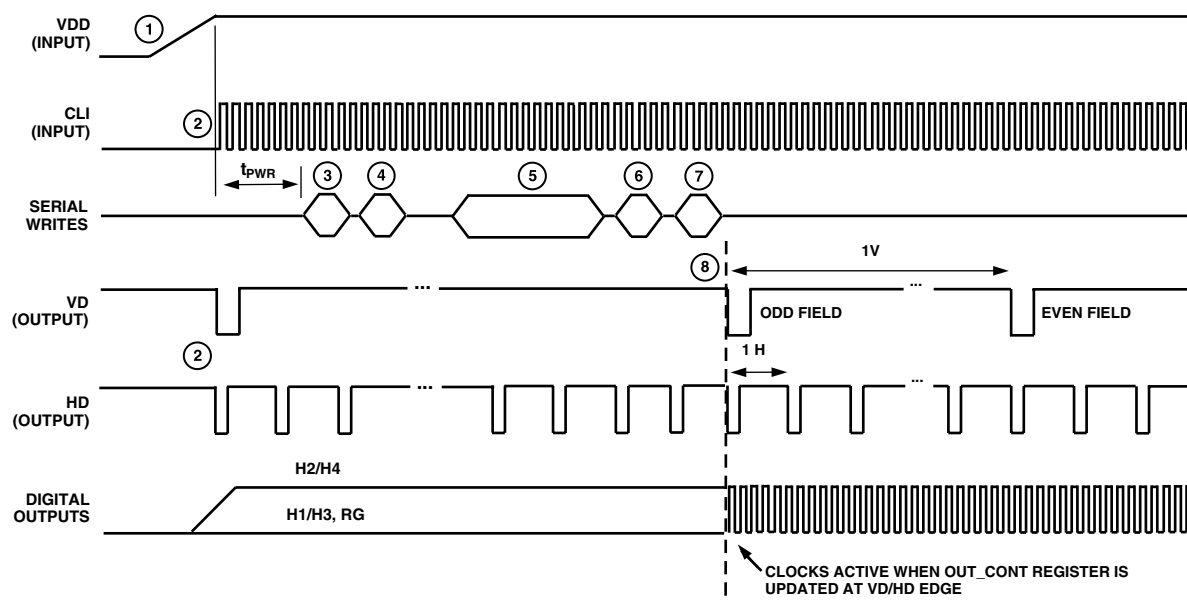 VDD
(INPUT)
1
CLI
(INPUT)
2
tPWR
3
4
5
6
7
SERIAL
WRITES
8
1V
VD
(OUTPUT)
...
...
ODD FIELD
EVEN FIELD
2
1 H
HD
(OUTPUT)
...
...
H2/H4
DIGITAL
OUTPUTS
H1/H3, RG
CLOCKS ACTIVE WHEN OUT_CONT REGISTER IS
UPDATED AT VD/HD EDGE